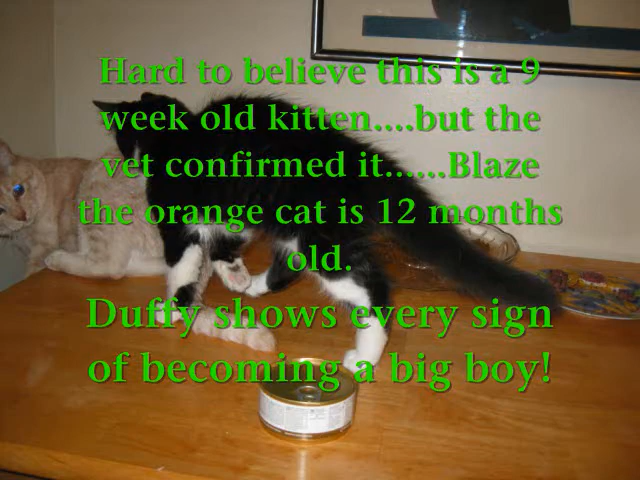 Hard to believe this is a 9
week old kitten....but the
vet confirmed it......Blaze
the orange cat is 12 months
old.
Duffy shows every sign
of becoming a big boy!